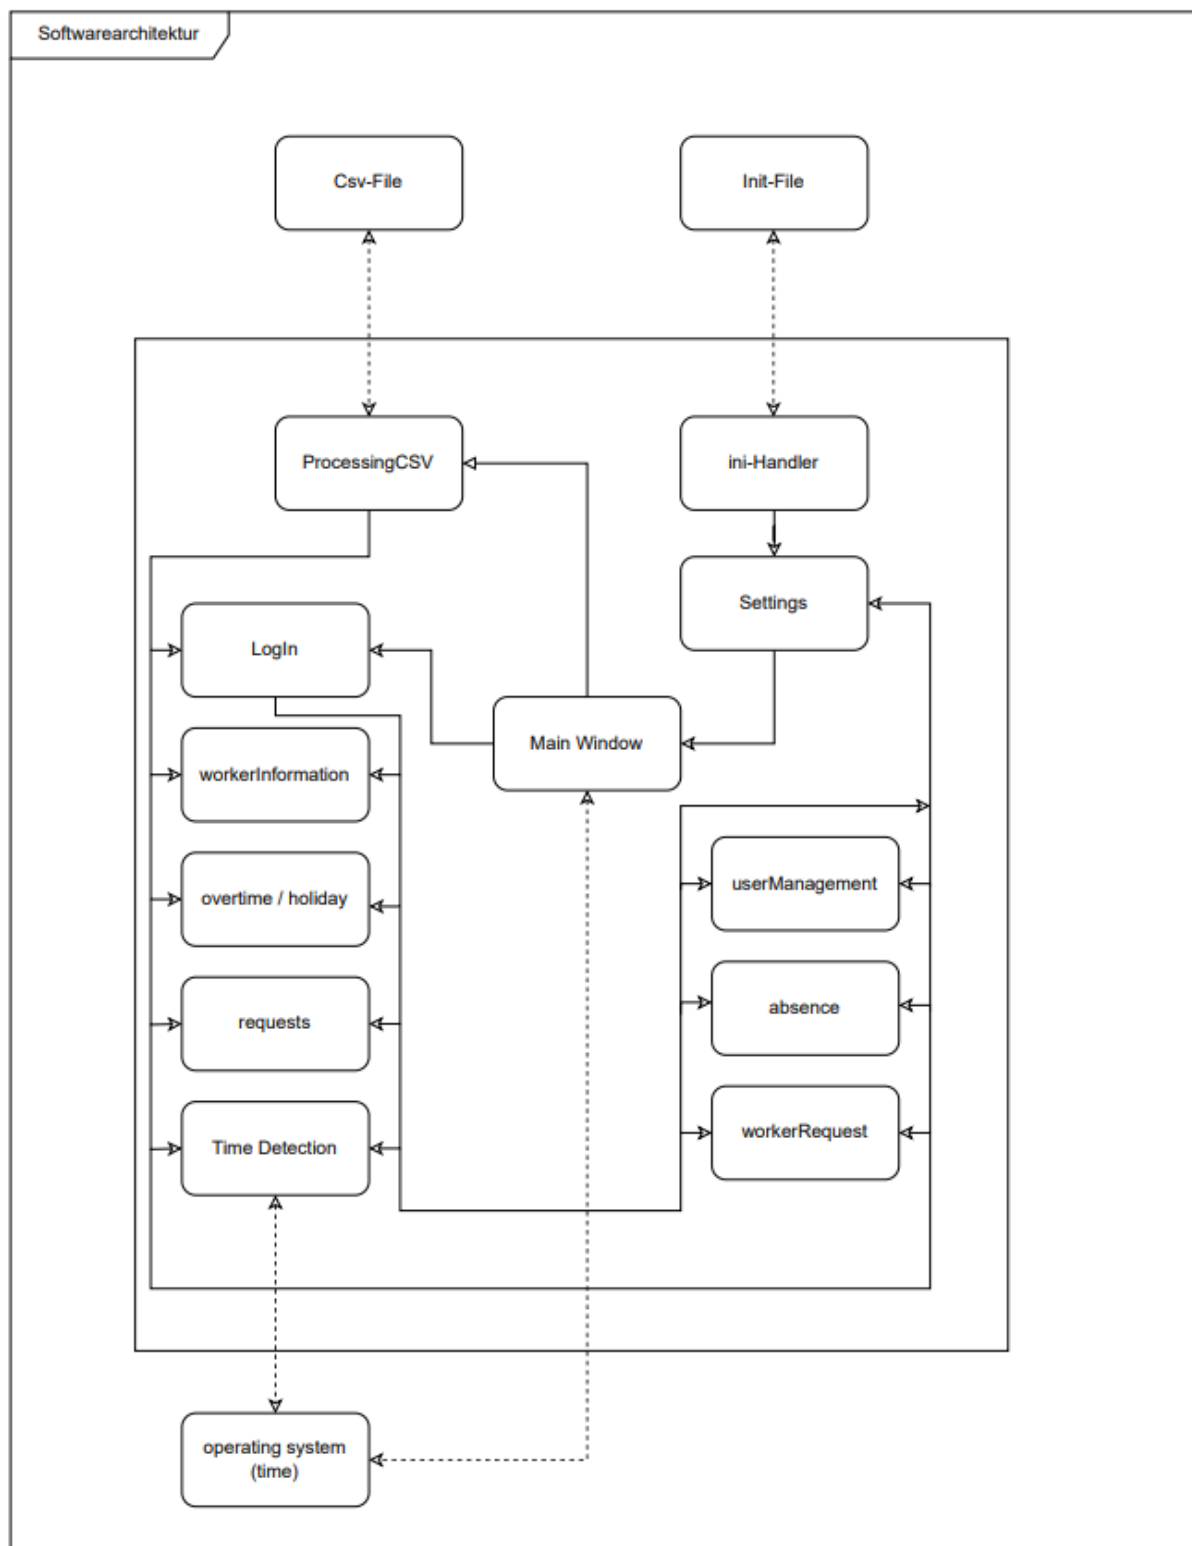 Softwarearchitektur
Csv-File
Init-File
ProcessingCSV
ini-Handler
Settings
LogIn
Main Window
workerInformation
userManagement
overtime / holiday
absence
requests
workerRequest
Time Detection
operating system
(time)